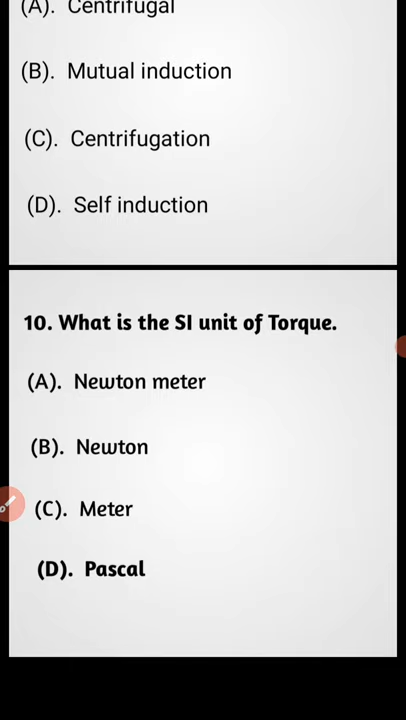 (A). Centrifugal
(B). Mutual induction
(C). Centrifugation
(D). Self induction
10. What is the SI unit of Torque.
(A). Newton meter
(B). Newton
(C). Meter
(D). Pascal